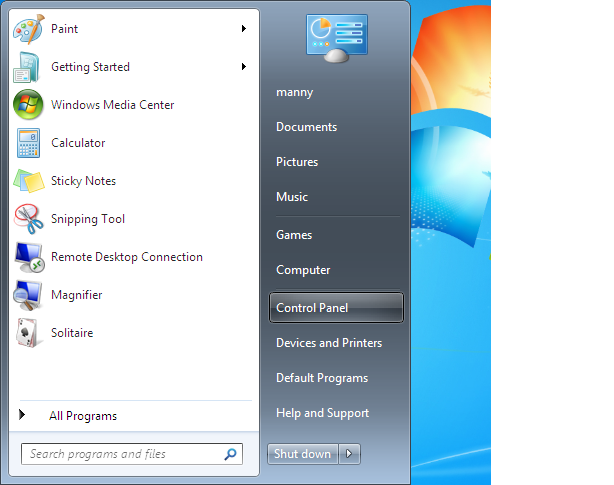 Paint
Getting Started
Windows Media Center
Calculator
Sticky Notes
Snipping Tool
Remote Desktop Connection
Magnifier
Solitaire
All Programs
Search programs and files
manny
Documents
Pictures
Music
Games
Computer
Control Panel
Devices and Printers
Default Programs
Help and Support
Shut down